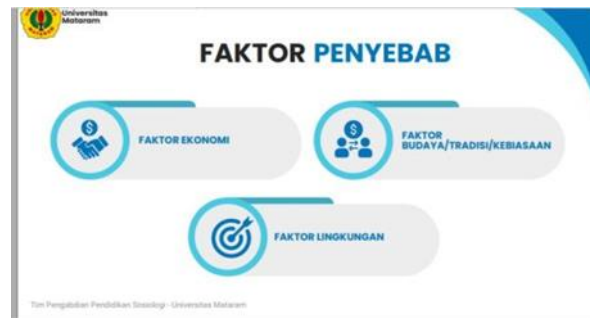 Universitas
Mataram
FAKTOR PENYEBAB
FAKTOR EKONOMI
FAKTOR
BUDAYA/TRADISI/KEBIASAAN
FAKTOR LINGKUNGAN
Tim Pengabdian Pendidikan Sosiologi - Universitas Mataram